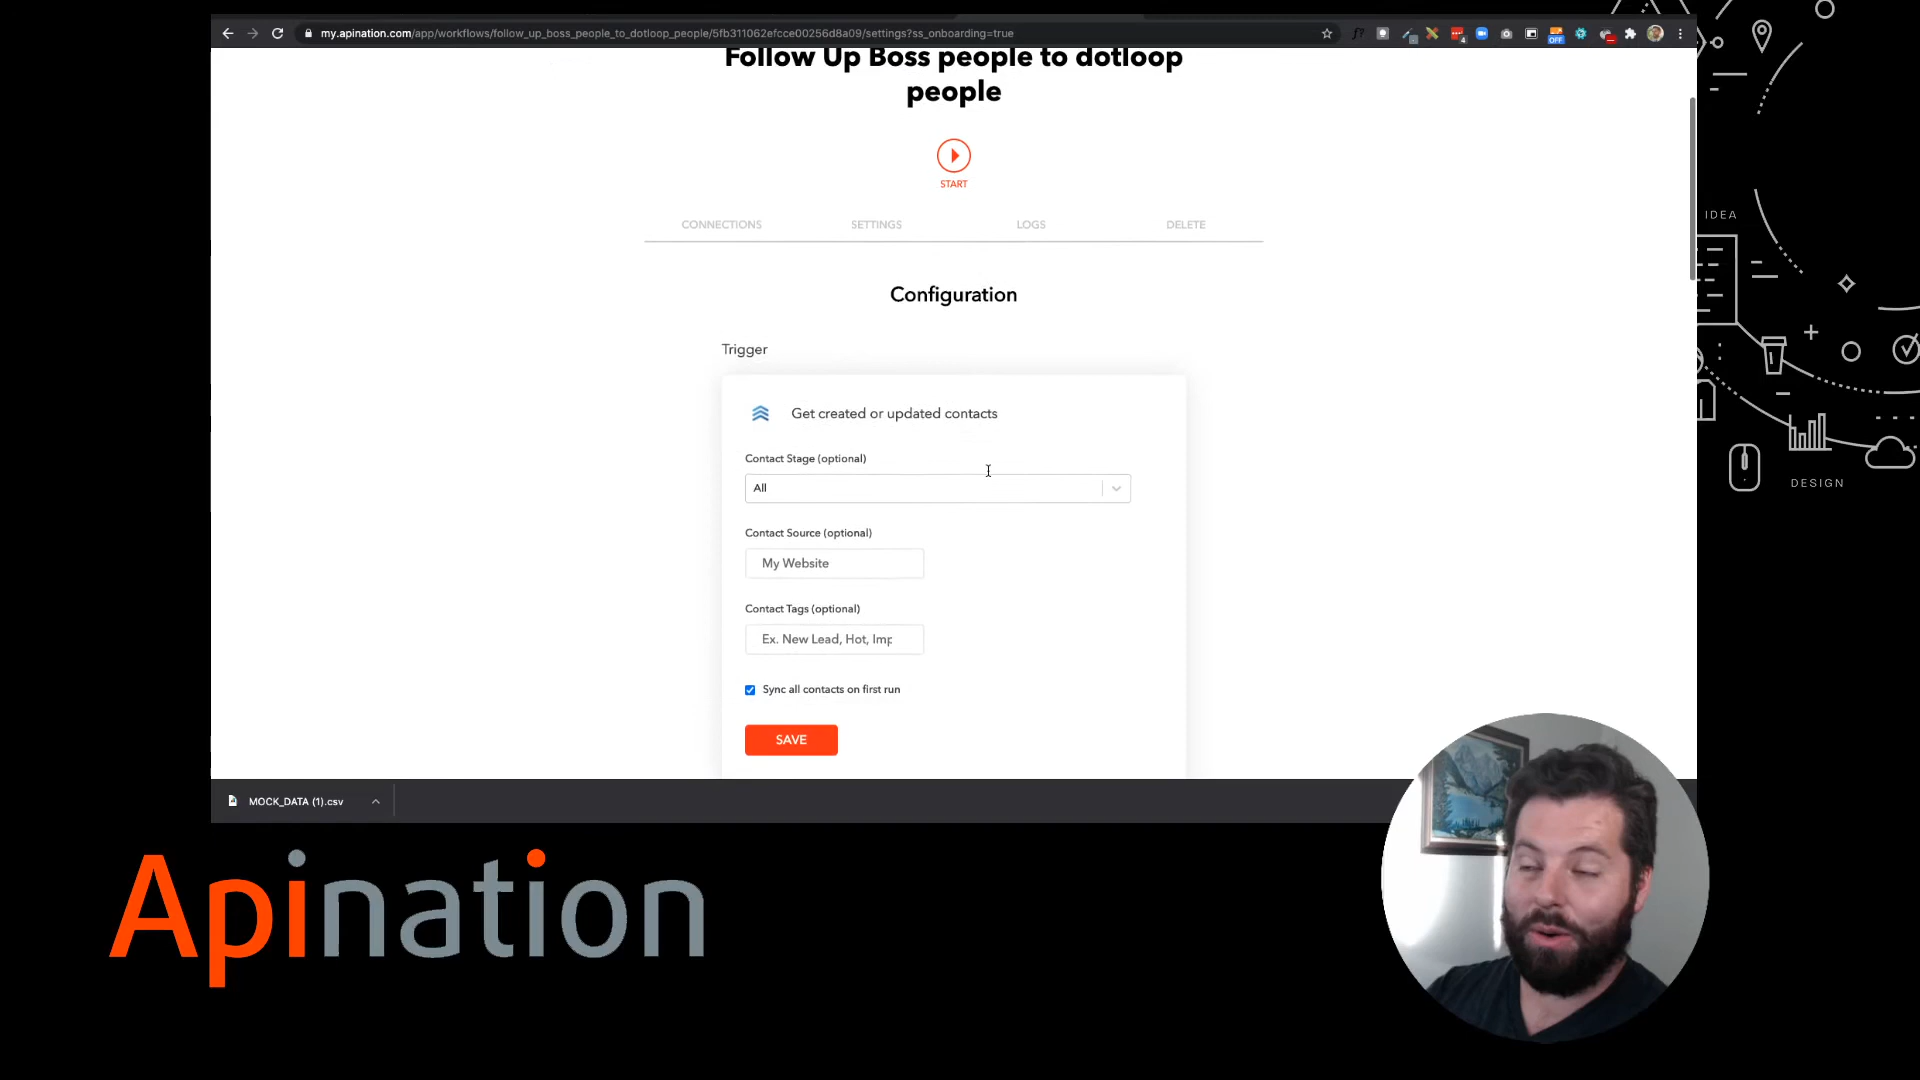 my.apination.com/app/workflows/follow_up_boss_people_to_dotloop_people/5fb311062efcce00256d8a09/settings?ss_onboarding=true
Follow Up Boss people to dotloop
people
START
CONNECTIONS
SETTINGS
LOGS
DELETE
Configuration
Trigger
Get created or updated contacts
Contact Stage (optional)
All
Contact Source (optional)
My Website
Contact Tags (optional)
Ex. New Lead, Hot, Imp
Sync all contacts on first run
SAVE
MOCK_DATA (1).csv
Apination
IDEA
DESIGN
OFF
4